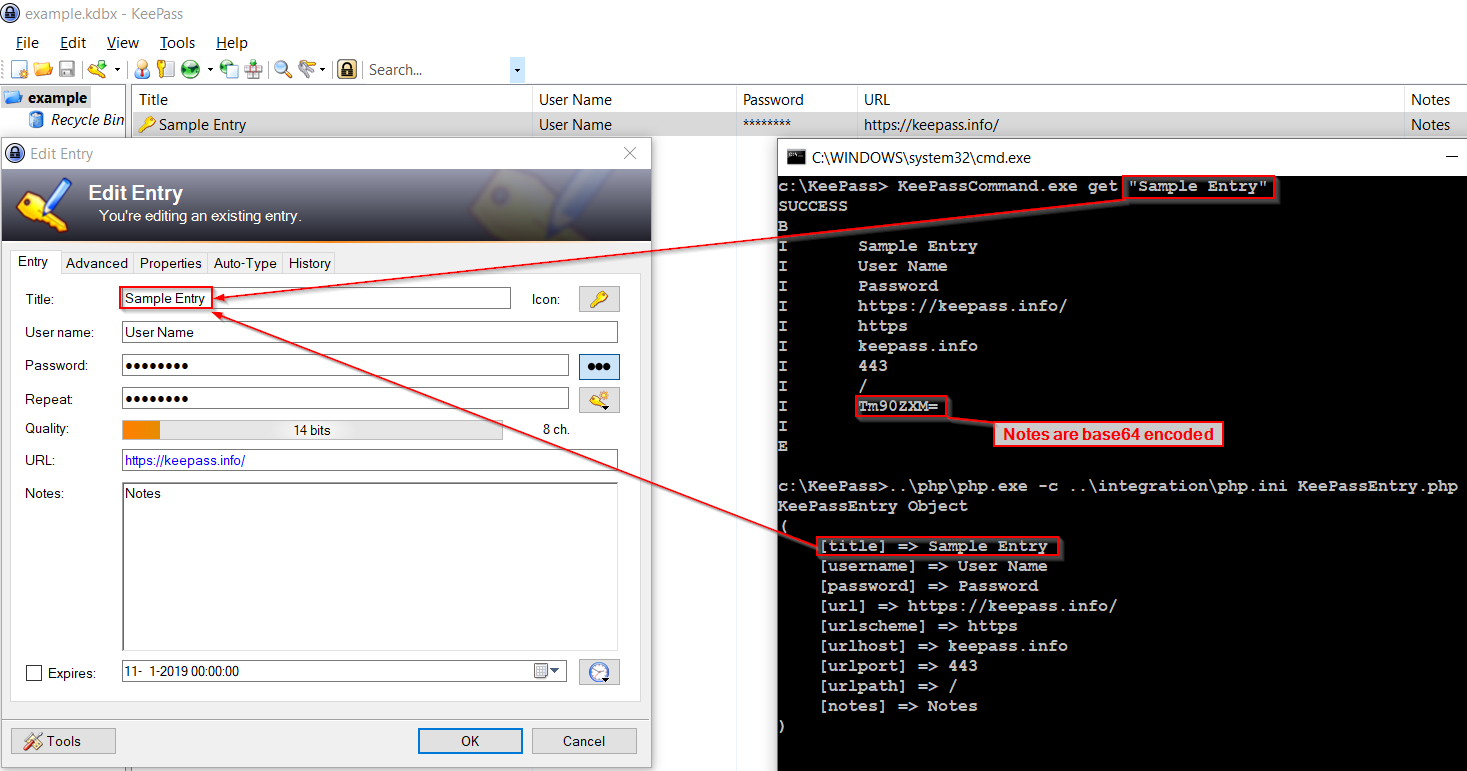 example.kdbx - KeePass
File Edit View Tools Help
Search...
example
Recycle Bin
Title User Name Password URL Notes
Sample Entry User Name ******** https://keepass.info/ Notes
Edit Entry
Edit Entry
You're editing an existing entry.
Entry Advanced Properties Auto-Type History
Title: Sample Entry Icon:
User name: User Name
Password: ●●●●●●●●
Repeat: ●●●●●●●●
Quality: 14 bits 8 ch.
URL: https://keepass.info/
Notes: Notes
Expires: 11- 1-2019 00:00:00
Tools OK Cancel
C:\WINDOWS\system32\cmd.exe
c:\KeePass> KeePassCommand.exe get "Sample Entry"
SUCCESS
B
I Sample Entry
I User Name
I Password
I https://keepass.info/
I https
I keepass.info
I 443
I /
I Tm90ZXM=
I
E
Notes are base64 encoded
c:\KeePass>..\php\php.exe -c ..\integration\php.ini KeePassEntry.php
KeePassEntry Object
(
[title] => Sample Entry
[username] => User Name
[password] => Password
[url] => https://keepass.info/
[urlscheme] => https
[urlhost] => keepass.info
[urlport] => 443
[urlpath] => /
[notes] => Notes
)